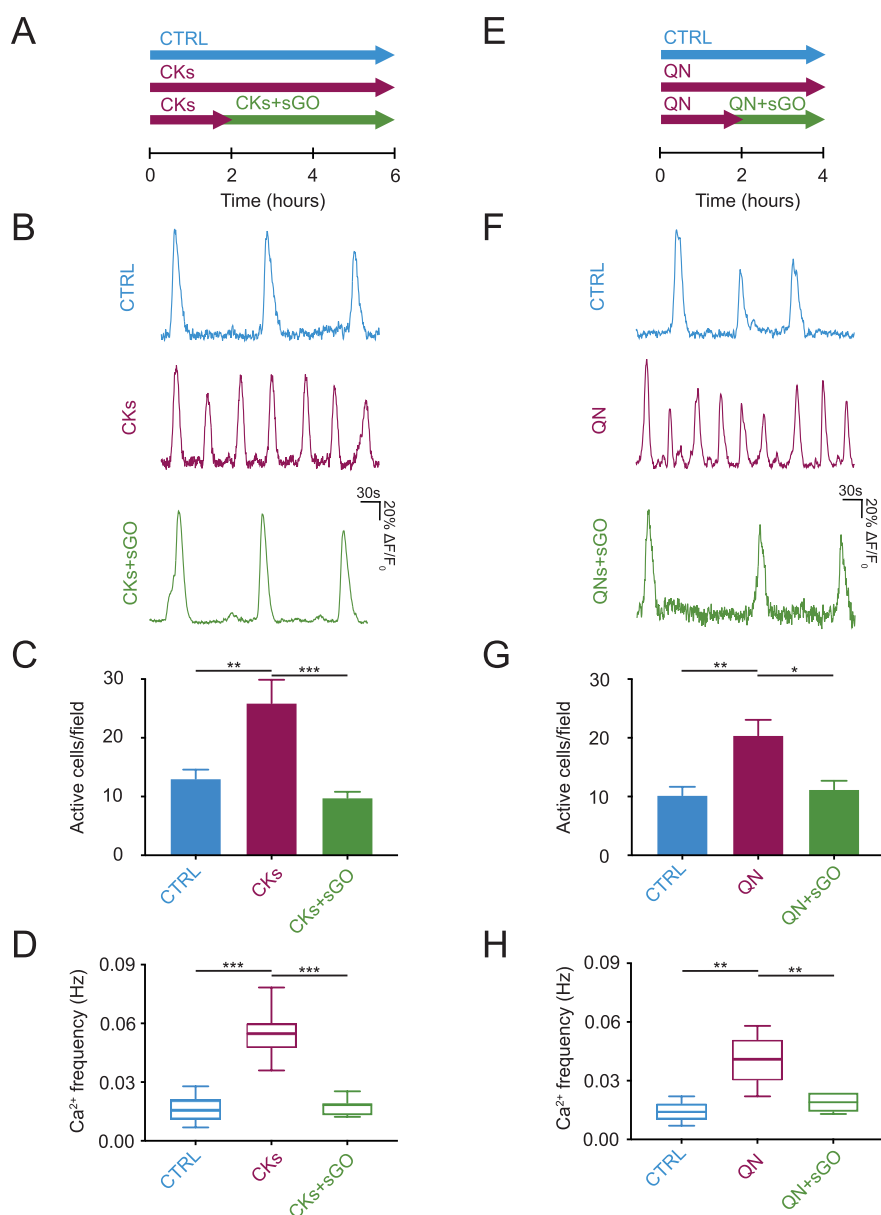 A
CTRL
CKs
CKs CKs+sGO
0 2 4 6
Time (hours)
B
CTRL
CKs
30s
20% ΔF/F0
CKs+sGO
C
Active cells/field
30
20
10
0
** ***
CTRL CKs CKs+sGO
D
Ca²⁺ frequency (Hz)
0.09
0.06
0.03
0.00
*** ***
CTRL CKs CKs+sGO
E
CTRL
QN
QN QN+sGO
0 2 4
Time (hours)
F
CTRL
QN
30s
20% ΔF/F0
QNs+sGO
G
Active cells/field
30
20
10
0
** *
CTRL QN QN+sGO
H
Ca²⁺ frequency (Hz)
0.09
0.06
0.03
0.00
** **
CTRL QN QN+sGO